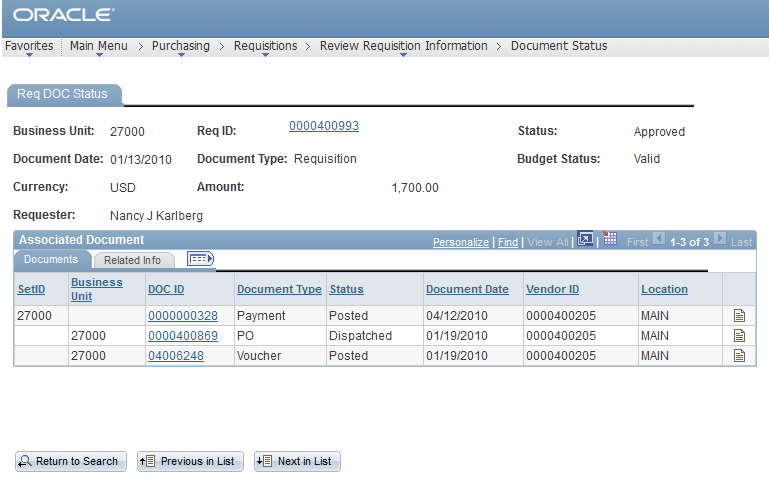 ORACLE®
Favorites Main Menu > Purchasing > Requisitions > Review Requisition Information > Document Status
Req DOC Status
Business Unit: 27000 Req ID: 0000400993 Status: Approved
Document Date: 01/13/2010 Document Type: Requisition Budget Status: Valid
Currency: USD Amount: 1,700.00
Requester: Nancy J Karlberg
Associated Document Personalize | Find | View All | | First 1-3 of 3 Last
Documents Related Info
SetID Business Unit DOC ID Document Type Status Document Date Vendor ID Location
27000 0000000328 Payment Posted 04/12/2010 0000400205 MAIN
27000 0000400869 PO Dispatched 01/19/2010 0000400205 MAIN
27000 04006248 Voucher Posted 01/19/2010 0000400205 MAIN
Return to Search Previous in List Next in List